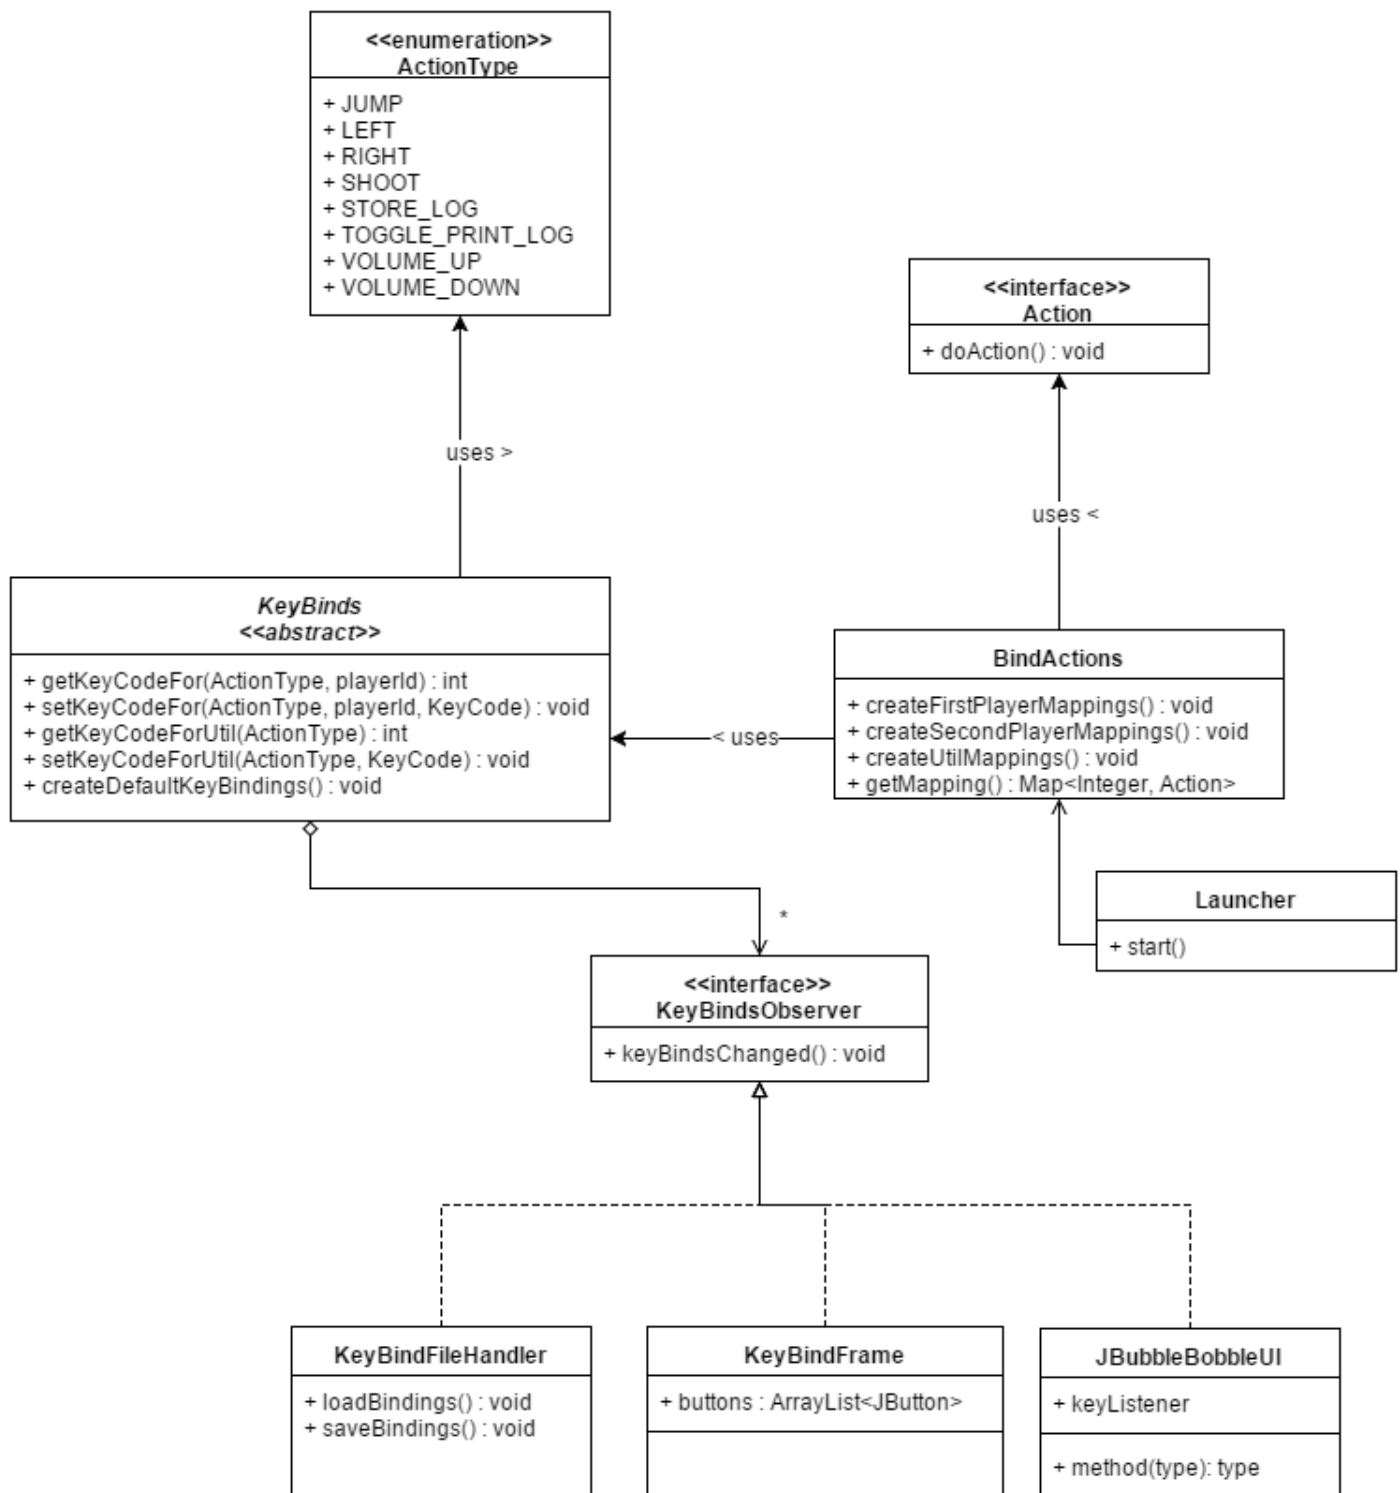 <<enumeration>>
ActionType
+ JUMP
+ LEFT
+ RIGHT
+ SHOOT
+ STORE_LOG
+ TOGGLE_PRINT_LOG
+ VOLUME_UP
+ VOLUME_DOWN
<<interface>>
Action
+ doAction() : void
uses >
uses <
KeyBinds
<<abstract>>
+ getKeyCodeFor(ActionType, playerId) : int
+ setKeyCodeFor(ActionType, playerId, KeyCode) : void
+ getKeyCodeForUtil(ActionType) : int
+ setKeyCodeForUtil(ActionType, KeyCode) : void
+ createDefaultKeyBindings() : void
< uses
BindActions
+ createFirstPlayerMappings() : void
+ createSecondPlayerMappings() : void
+ createUtilMappings() : void
+ getMapping() : Map<Integer, Action>
Launcher
+ start()
*
<<interface>>
KeyBindsObserver
+ keyBindsChanged() : void
KeyBindFileHandler
+ loadBindings() : void
+ saveBindings() : void
KeyBindFrame
+ buttons : ArrayList<JButton>
JBubbleBobbleUI
+ keyListener
+ method(type): type